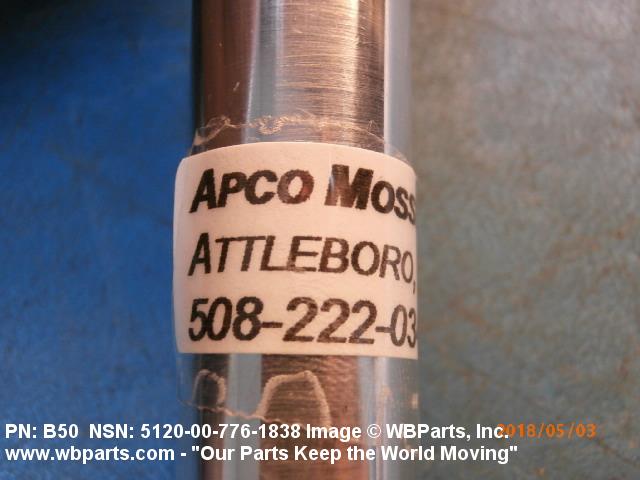 APCO MOSS
ATTLEBORO,
508-222-03
PN: B50 NSN: 5120-00-776-1838 Image © WBParts, Inc.
2018/05/03
www.wbparts.com - "Our Parts Keep the World Moving"